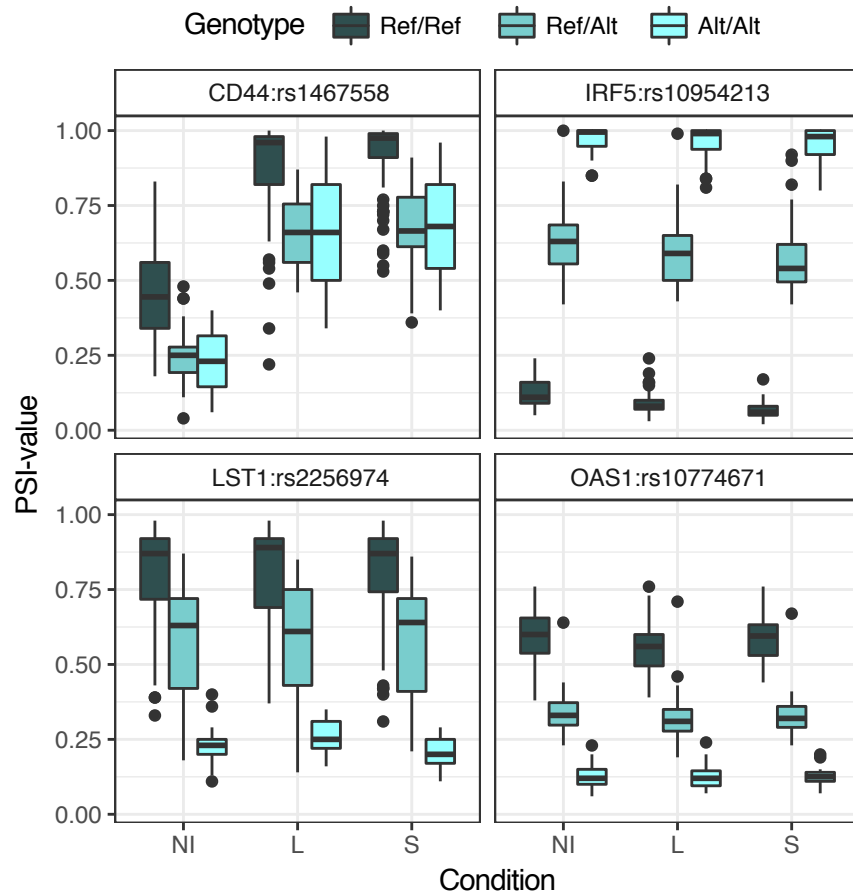 Genotype Ref/Ref Ref/Alt Alt/Alt
CD44:rs1467558 IRF5:rs10954213
1.00
0.75
0.50
0.25
0.00
PSI-value
LST1:rs2256974 OAS1:rs10774671
1.00
0.75
0.50
0.25
0.00
NI L S NI L S
Condition